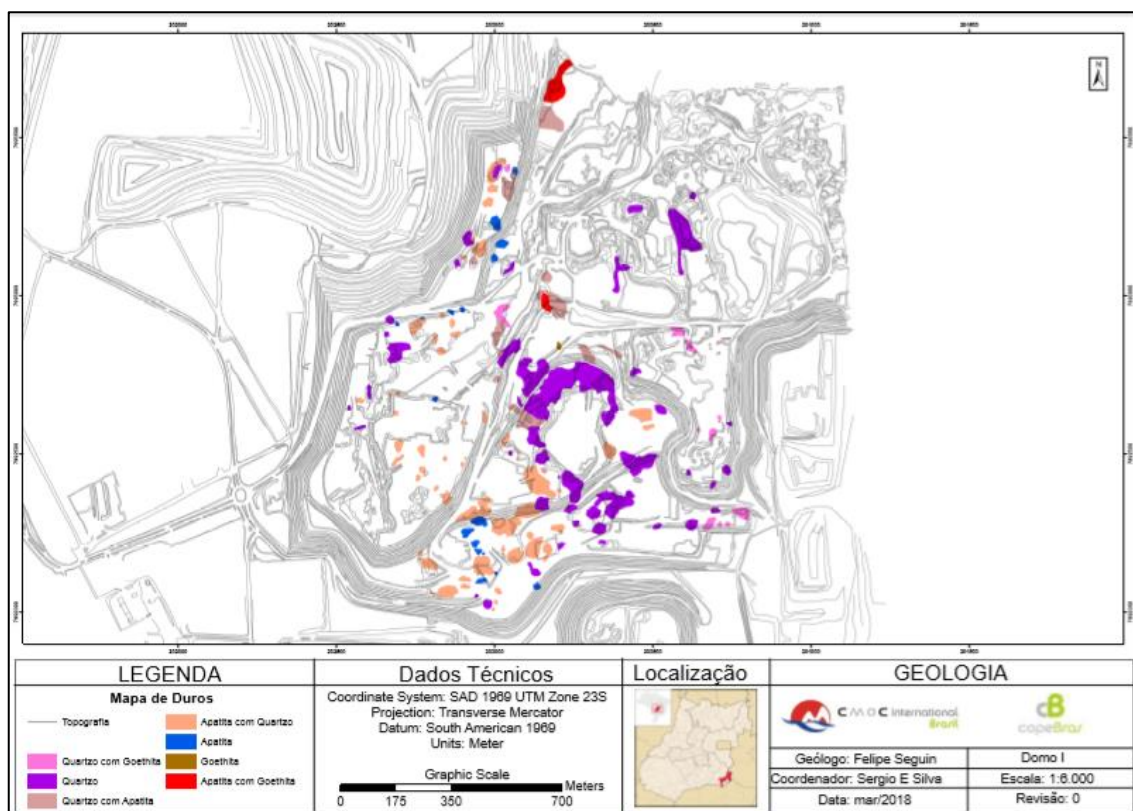 N
LEGENDA
Mapa de Duros
Topografia
Quartzo com Goethita
Quartzo
Quartzo com Apatita
Apatita com Quartzo
Apatita
Goethita
Apatita com Goethita
Dados Técnicos
Coordinate System: SAD 1969 UTM Zone 23S
Projection: Transverse Mercator
Datum: South American 1969
Units: Meter
Graphic Scale
Meters
0 175 350 700
Localização
GEOLOGIA
CMOC International
Brasil
cB
copeBras
Geólogo: Felipe Seguin
Domo I
Coordenador: Sergio E Silva
Escala: 1:6.000
Data: mar/2018
Revisão: 0